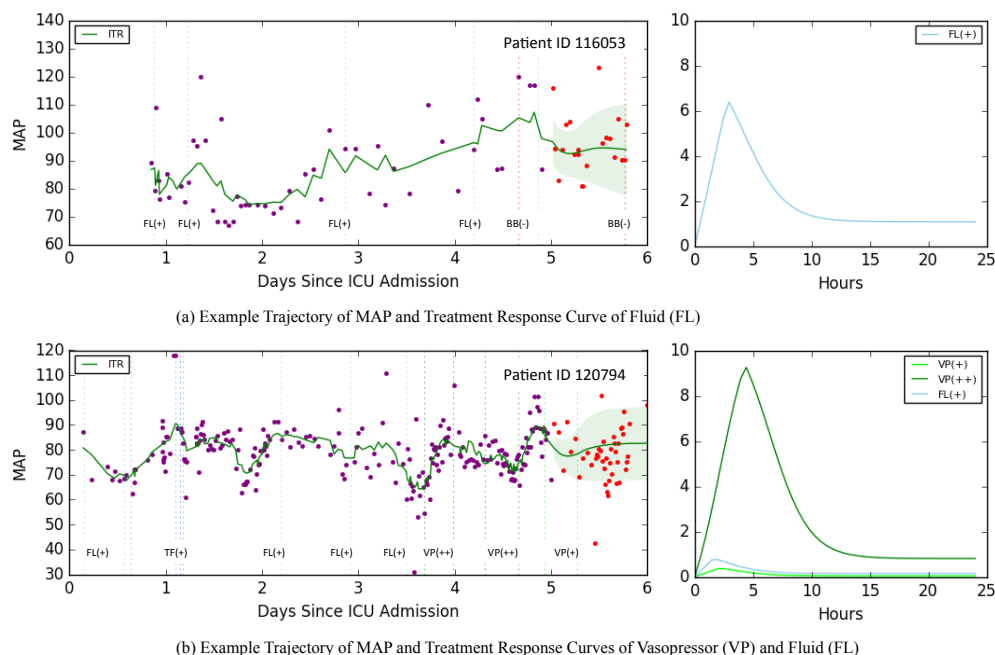 ITR
Patient ID 116053
140
130
120
110
100
90
80
70
60
MAP
FL(+) FL(+) FL(+) FL(+) BB(-) BB(-)
0 1 2 3 4 5 6
Days Since ICU Admission
FL(+)
10
8
6
4
2
0
0 5 10 15 20 25
Hours
(a) Example Trajectory of MAP and Treatment Response Curve of Fluid (FL)
ITR
Patient ID 120794
120
110
100
90
80
70
60
50
40
30
MAP
FL(+) TF(+) FL(+) FL(+) FL(+) VP(++) VP(++) VP(+)
0 1 2 3 4 5 6
Days Since ICU Admission
VP(+)
VP(++)
FL(+)
10
8
6
4
2
0
0 5 10 15 20 25
Hours
(b) Example Trajectory of MAP and Treatment Response Curves of Vasopressor (VP) and Fluid (FL)